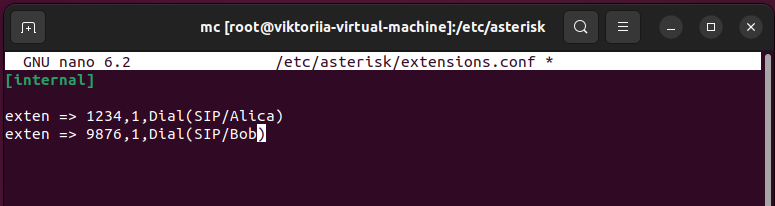 mc [root@viktoriia-virtual-machine]:/etc/asterisk
GNU nano 6.2 /etc/asterisk/extensions.conf *
[internal]
exten => 1234,1,Dial(SIP/Alica)
exten => 9876,1,Dial(SIP/Bob)